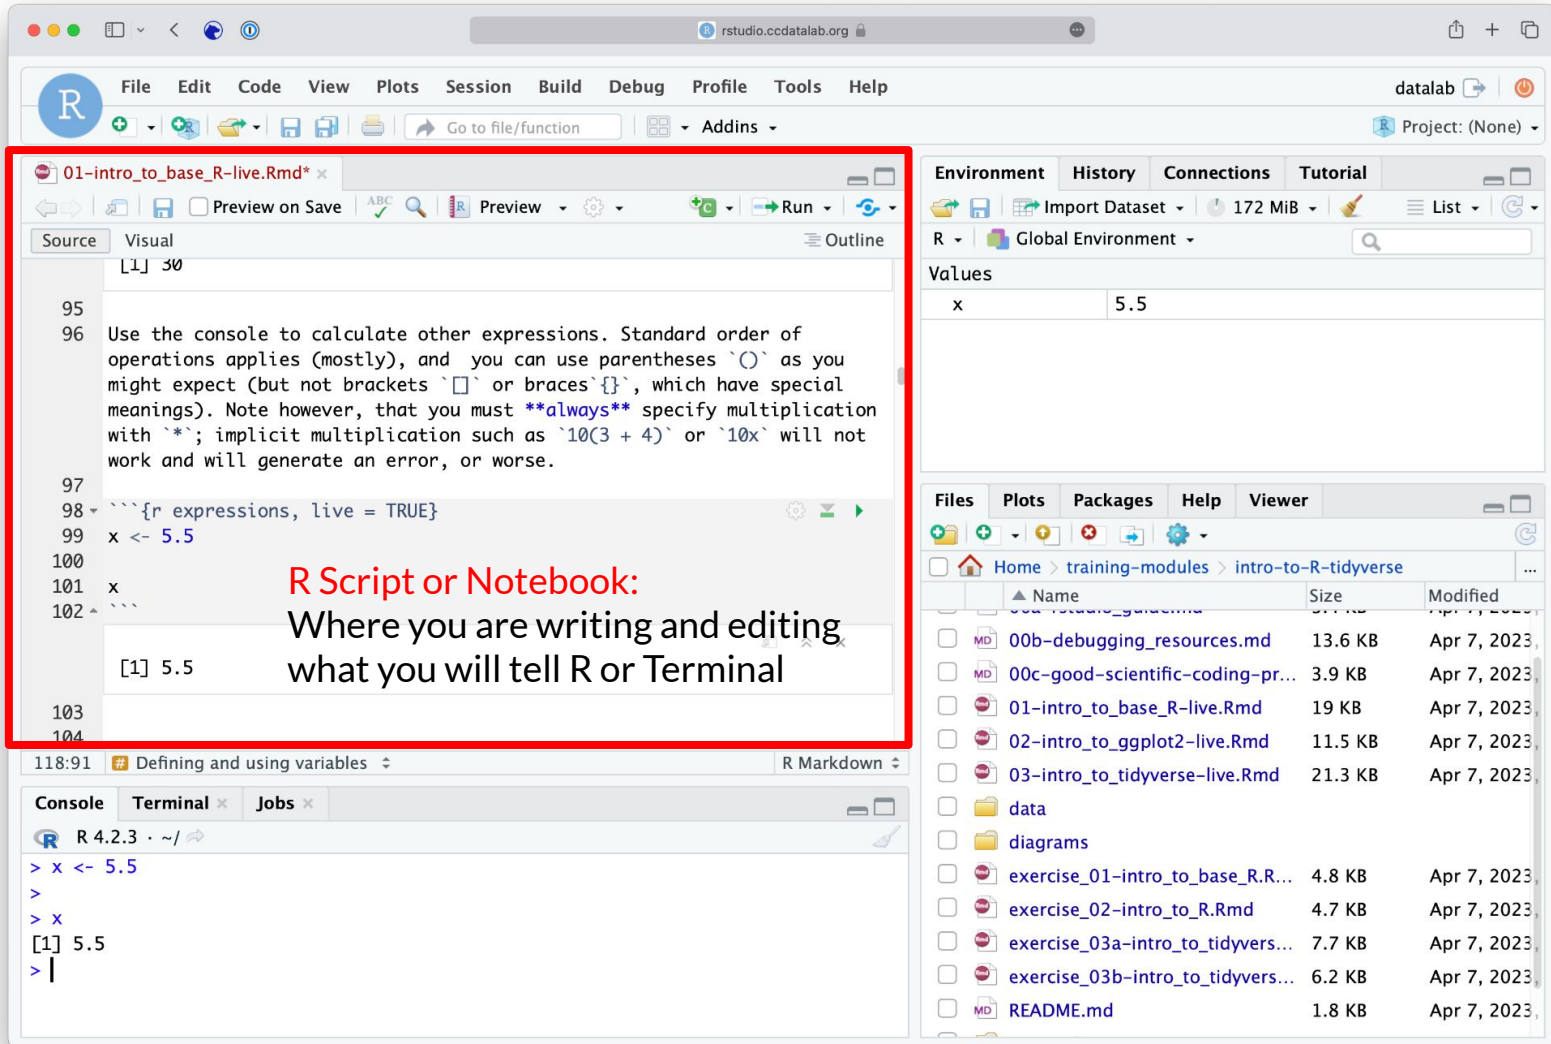 rstudio.ccdatalab.org
R File Edit Code View Plots Session Build Debug Profile Tools Help
datalab
Go to file/function
Addins
Project: (None)
01-intro_to_base_R-live.Rmd*
Preview on Save
ABC
Preview
Run
Source Visual
Outline
[1] 30
95
96 Use the console to calculate other expressions. Standard order of
operations applies (mostly), and  you can use parentheses `()` as you
might expect (but not brackets `[]` or braces`{}`, which have special
meanings). Note however, that you must **always** specify multiplication
with `*`; implicit multiplication such as `10(3 + 4)` or `10x` will not
work and will generate an error, or worse.
97
98 ```{r expressions, live = TRUE}
99 x <- 5.5
100
101 x
102 ```
R Script or Notebook:
Where you are writing and editing
what you will tell R or Terminal
[1] 5.5
103
104
118:91 # Defining and using variables
R Markdown
Console Terminal Jobs
R 4.2.3 · ~/
> x <- 5.5
>
> x
[1] 5.5
>
Environment History Connections Tutorial
Import Dataset 172 MiB List
R Global Environment
Values
x 5.5
Files Plots Packages Help Viewer
Home > training-modules > intro-to-R-tidyverse ...
Name Size Modified
MD 00b-debugging_resources.md 13.6 KB Apr 7, 2023,
MD 00c-good-scientific-coding-pr... 3.9 KB Apr 7, 2023,
Rmd 01-intro_to_base_R-live.Rmd 19 KB Apr 7, 2023,
Rmd 02-intro_to_ggplot2-live.Rmd 11.5 KB Apr 7, 2023,
Rmd 03-intro_to_tidyverse-live.Rmd 21.3 KB Apr 7, 2023,
data
diagrams
Rmd exercise_01-intro_to_base_R.R... 4.8 KB Apr 7, 2023,
Rmd exercise_02-intro_to_R.Rmd 4.7 KB Apr 7, 2023,
Rmd exercise_03a-intro_to_tidyvers... 7.7 KB Apr 7, 2023,
Rmd exercise_03b-intro_to_tidyvers... 6.2 KB Apr 7, 2023,
MD README.md 1.8 KB Apr 7, 2023,